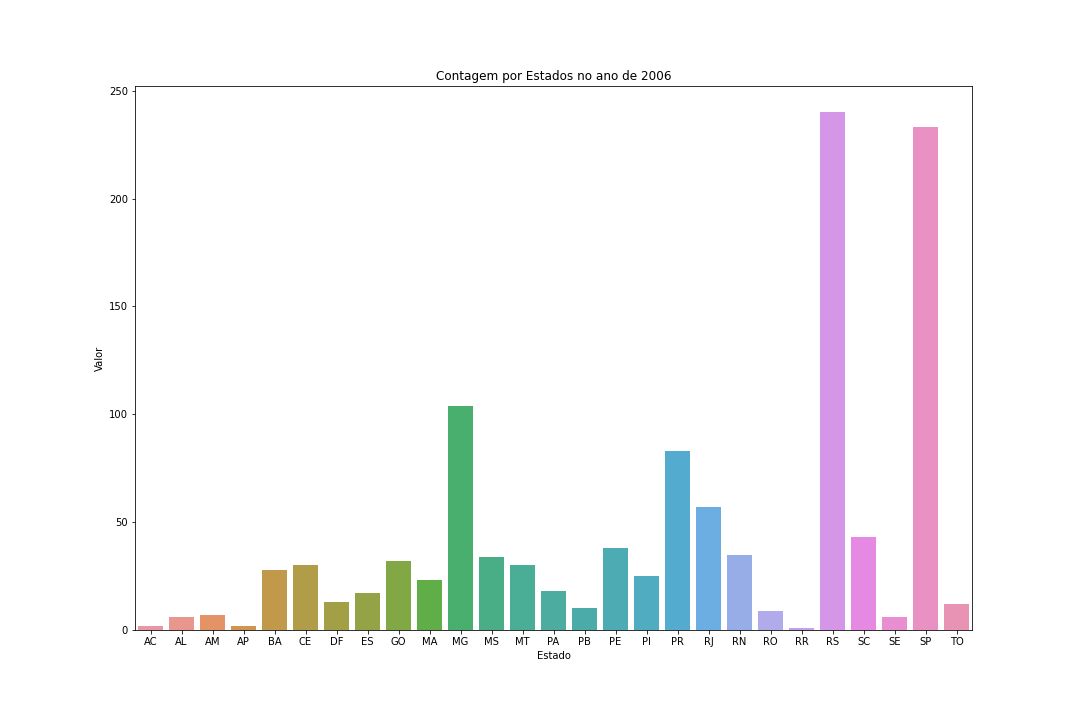 Contagem por Estados no ano de 2006
250
200
150
100
50
0
Valor
AC AL AM AP BA CE DF ES GO MA MG MS MT PA PB PE PI PR RJ RN RO RR RS SC SE SP TO
Estado